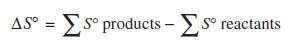 ΔS° = ∑ S° products – ∑ S° reactants